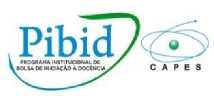 Pibid
PROGRAMA INSTITUCIONAL DE
BOLSA DE INICIAÇÃO A DOCÊNCIA
CAPES